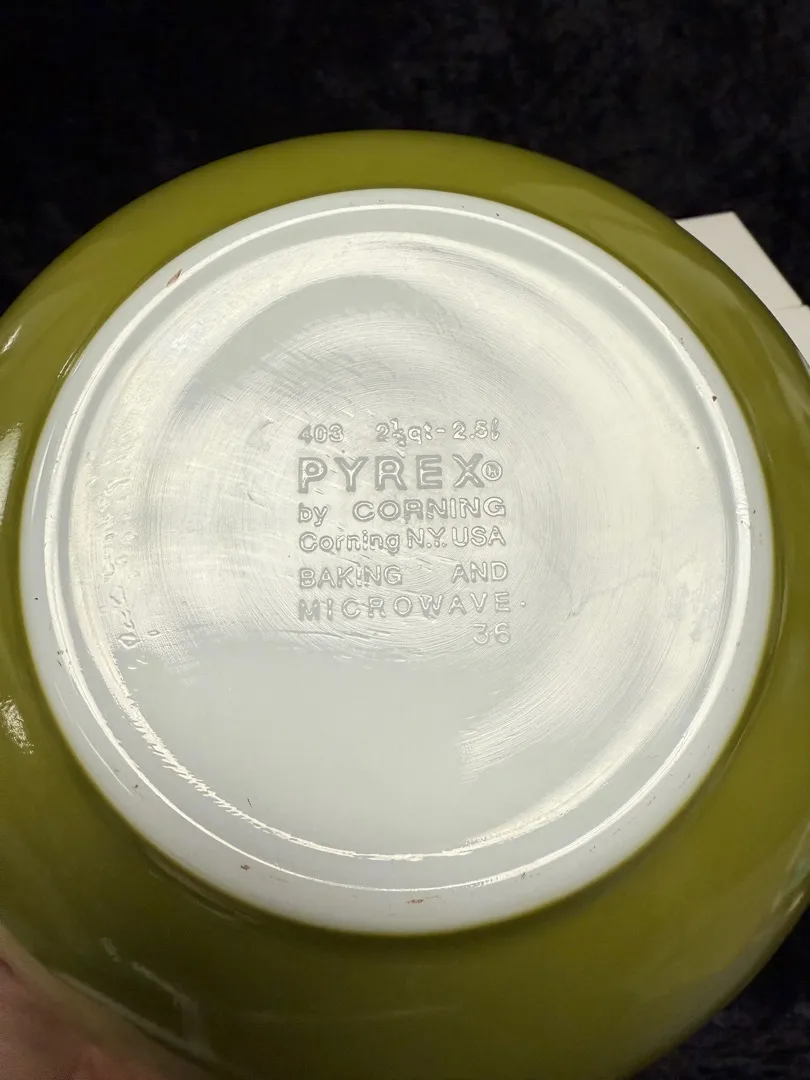 403 2½qt-2.5ℓ
PYREX®
by CORNING
Corning N.Y. USA
BAKING AND
MICROWAVE
36